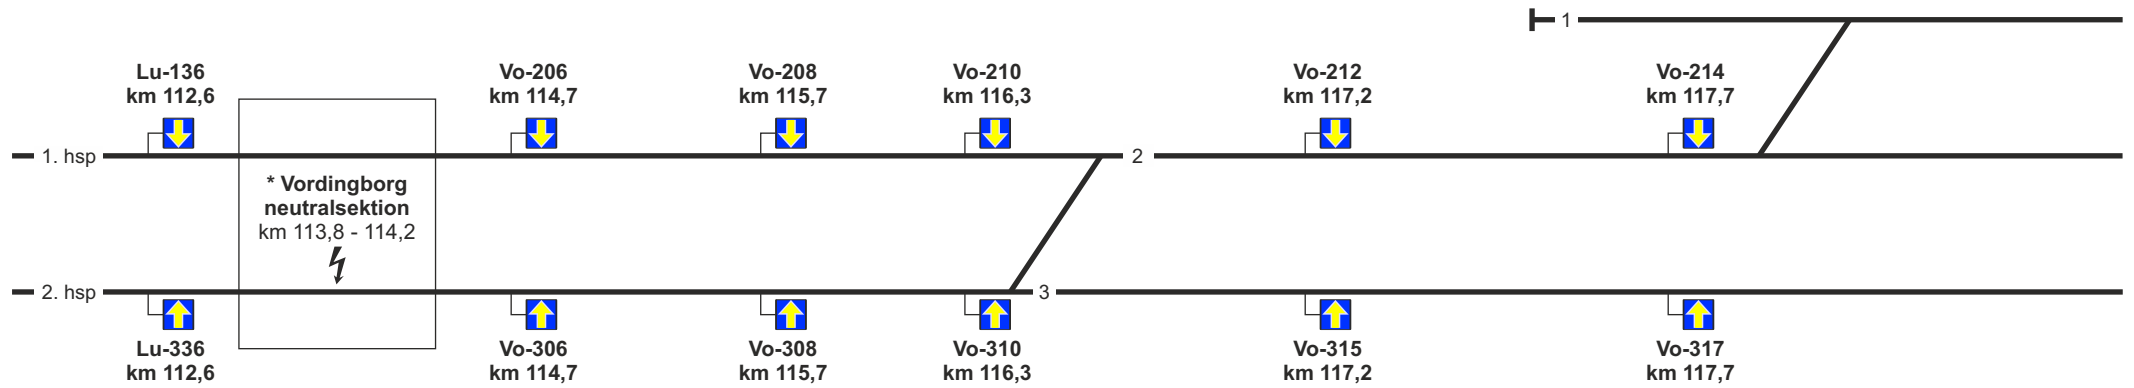 1
Lu-136
km 112,6
Vo-206
km 114,7
Vo-208
km 115,7
Vo-210
km 116,3
Vo-212
km 117,2
Vo-214
km 117,7
1. hsp
2
* Vordingborg
neutralsektion
km 113,8 - 114,2
2. hsp
3
Lu-336
km 112,6
Vo-306
km 114,7
Vo-308
km 115,7
Vo-310
km 116,3
Vo-315
km 117,2
Vo-317
km 117,7